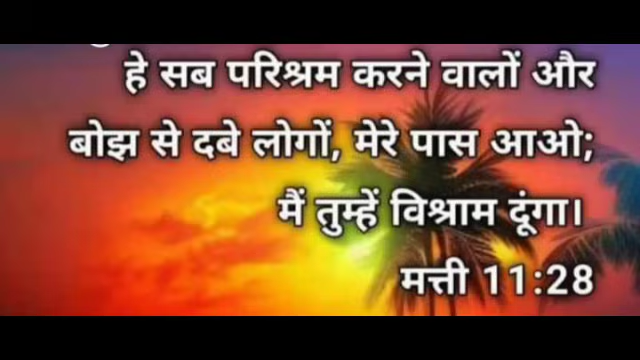 हे सब परिश्रम करने वालों और
बोझ से दबे लोगों, मेरे पास आओ;
मैं तुम्हें विश्राम दूंगा।
मत्ती 11:28